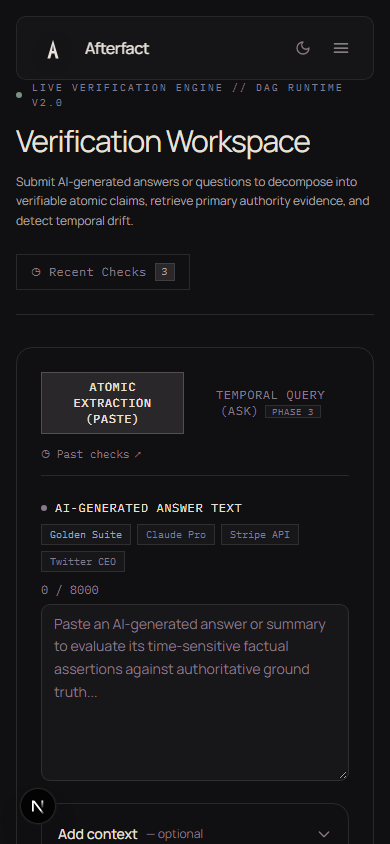 Afterfact
LIVE VERIFICATION ENGINE // DAG RUNTIME
V2.0
Verification Workspace
Submit AI-generated answers or questions to decompose into
verifiable atomic claims, retrieve primary authority evidence, and
detect temporal drift.
Recent Checks 3
ATOMIC
EXTRACTION
(PASTE)
TEMPORAL QUERY
(ASK) PHASE 3
Past checks ↗
AI-GENERATED ANSWER TEXT
Golden Suite Claude Pro Stripe API
Twitter CEO
0 / 8000
Paste an AI-generated answer or summary
to evaluate its time-sensitive factual
assertions against authoritative ground
truth...
N
Add context — optional